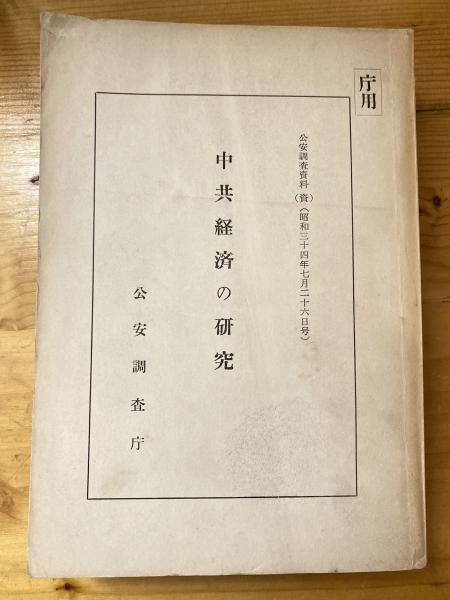 庁用
公安調査資料（資）（昭和三十四年七月二十六日号）
中共経済の研究
公安調査庁